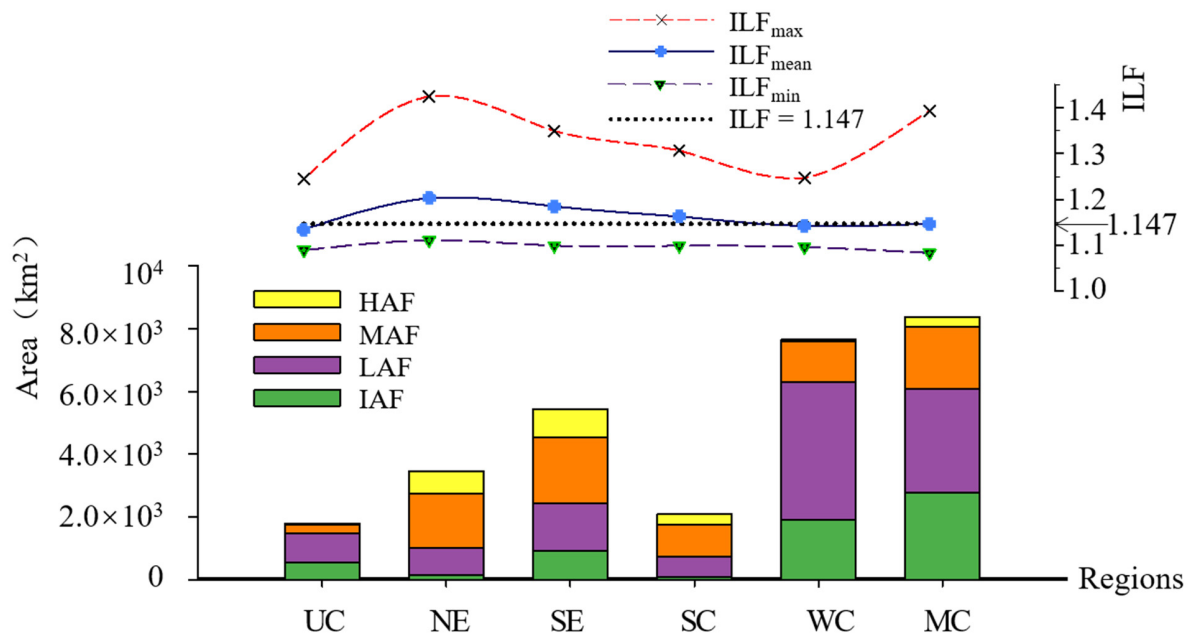 ILFmax
ILFmean
ILFmin
ILF = 1.147
ILF
1.4
1.3
1.2
1.147
1.1
1.0
Area (km²)
10⁴
8.0×10³
6.0×10³
4.0×10³
2.0×10³
0
HAF
MAF
LAF
IAF
Regions
UC NE SE SC WC MC